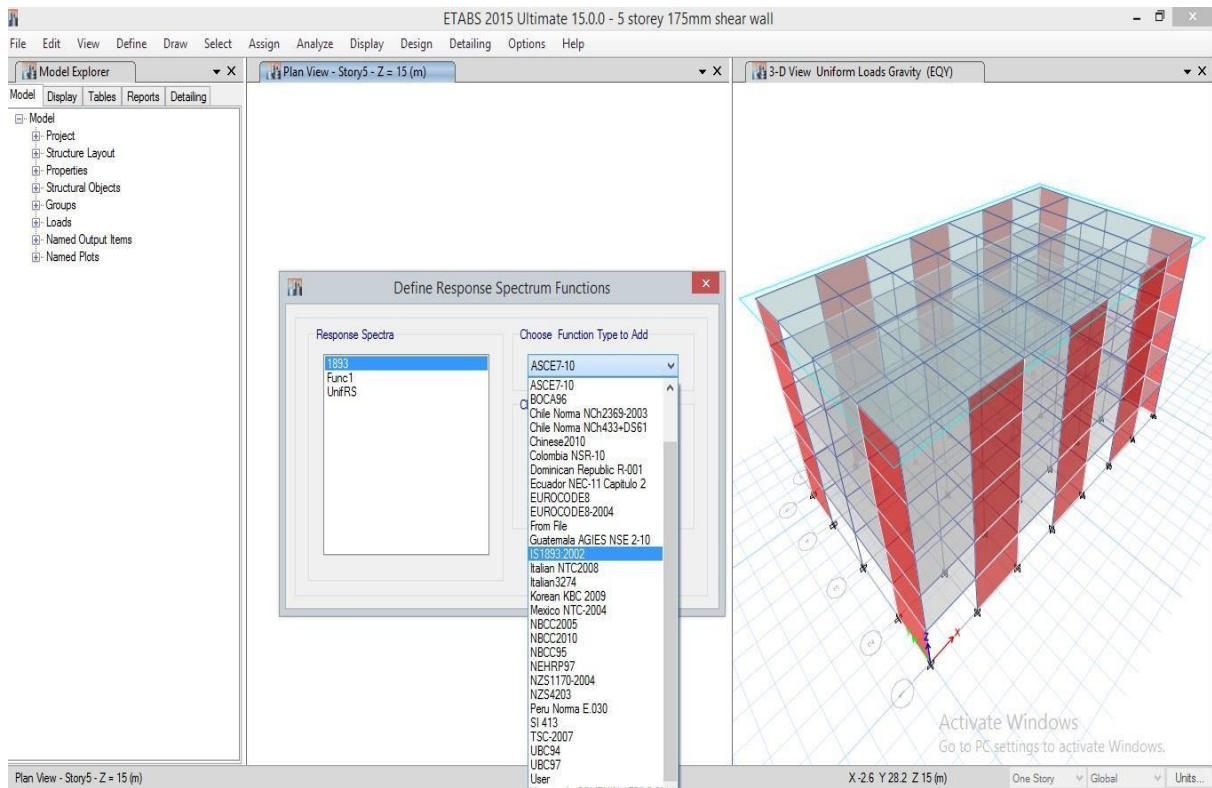 ETABS 2015 Ultimate 15.0.0 - 5 storey 175mm shear wall
File Edit View Define Draw Select Assign Analyze Display Design Detailing Options Help
Model Explorer
Model Display Tables Reports Detailing
Model
Project
Structure Layout
Properties
Structural Objects
Groups
Loads
Named Output Items
Named Plots
Plan View - Story5 - Z = 15 (m)
Define Response Spectrum Functions
Response Spectra
1893
Func1
UnifRS
Choose Function Type to Add
ASCE7-10
ASCE7-10
BOCA96
Chile Norma NCh2369-2003
Chile Norma NCh433+DS61
Chinese2010
Colombia NSR-10
Dominican Republic R-001
Ecuador NEC-11 Capitulo 2
EUROCODE8
EUROCODE8-2004
From File
Guatemala AGIES NSE 2-10
IS1893:2002
Italian NTC2008
Italian3274
Korean KBC 2009
Mexico NTC-2004
NBCC2005
NBCC2010
NBCC95
NEHRP97
NZS1170-2004
NZS4203
Peru Norma E.030
SI 413
TSC-2007
UBC94
UBC97
User
3-D View Uniform Loads Gravity (EQY)
X
Z
Activate Windows
Go to PC settings to activate Windows.
Plan View - Story5 - Z = 15 (m)
X -2.6 Y 28.2 Z 15 (m)
One Story
Global
Units...